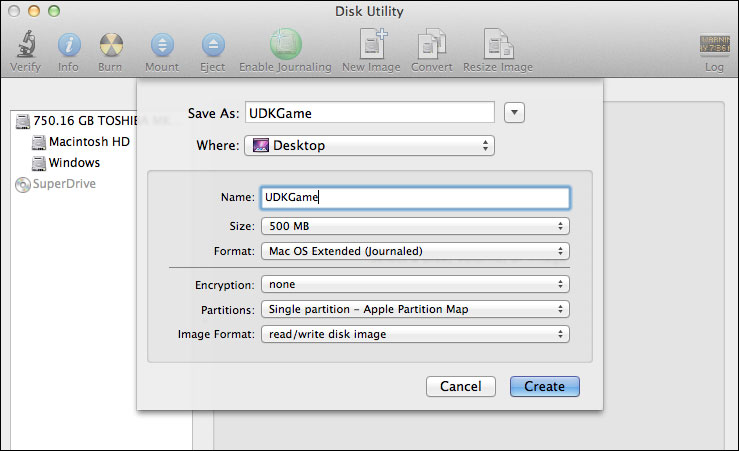 Disk Utility
Verify Info Burn Mount Eject Enable Journaling New Image Convert Resize Image Log
Save As: UDKGame
Where: Desktop
750.16 GB TOSHIBA MK...
Macintosh HD
Windows
SuperDrive
Name: UDKGame
Size: 500 MB
Format: Mac OS Extended (Journaled)
Encryption: none
Partitions: Single partition – Apple Partition Map
Image Format: read/write disk image
Cancel Create